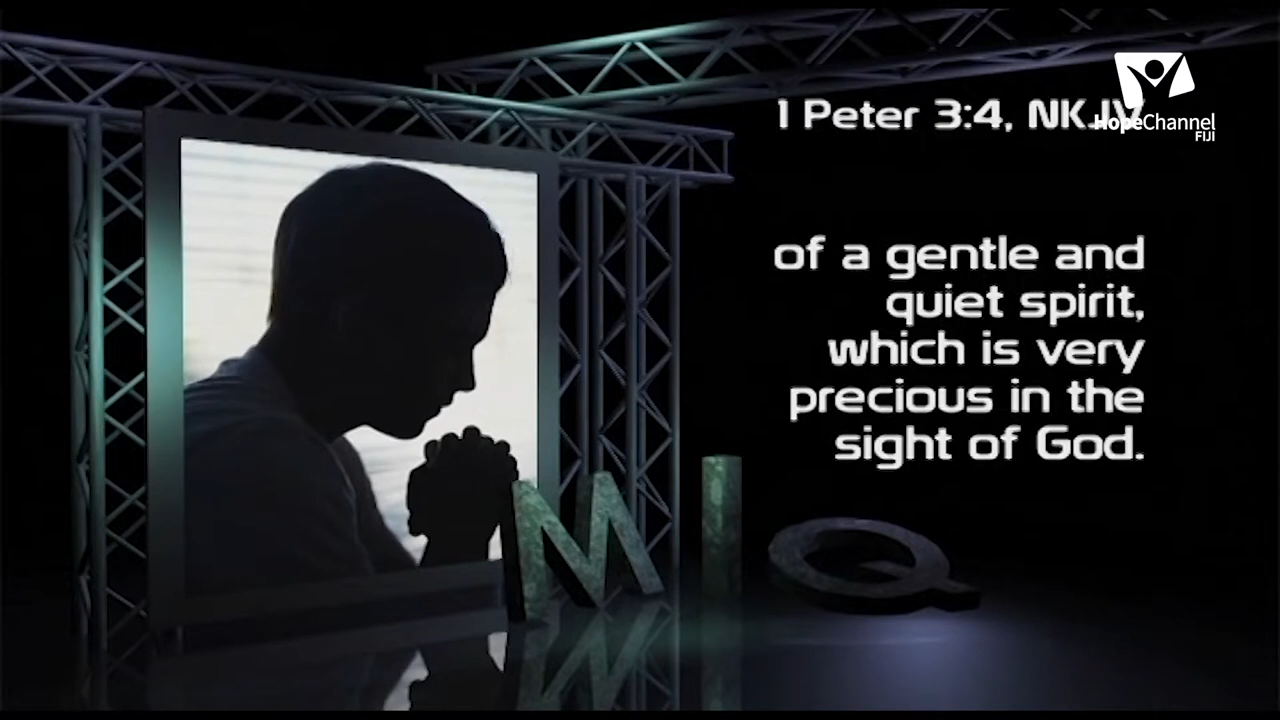 1 Peter 3:4, NKJV
HopeChannel
FIJI
of a gentle and
quiet spirit,
which is very
precious in the
sight of God.
M I Q